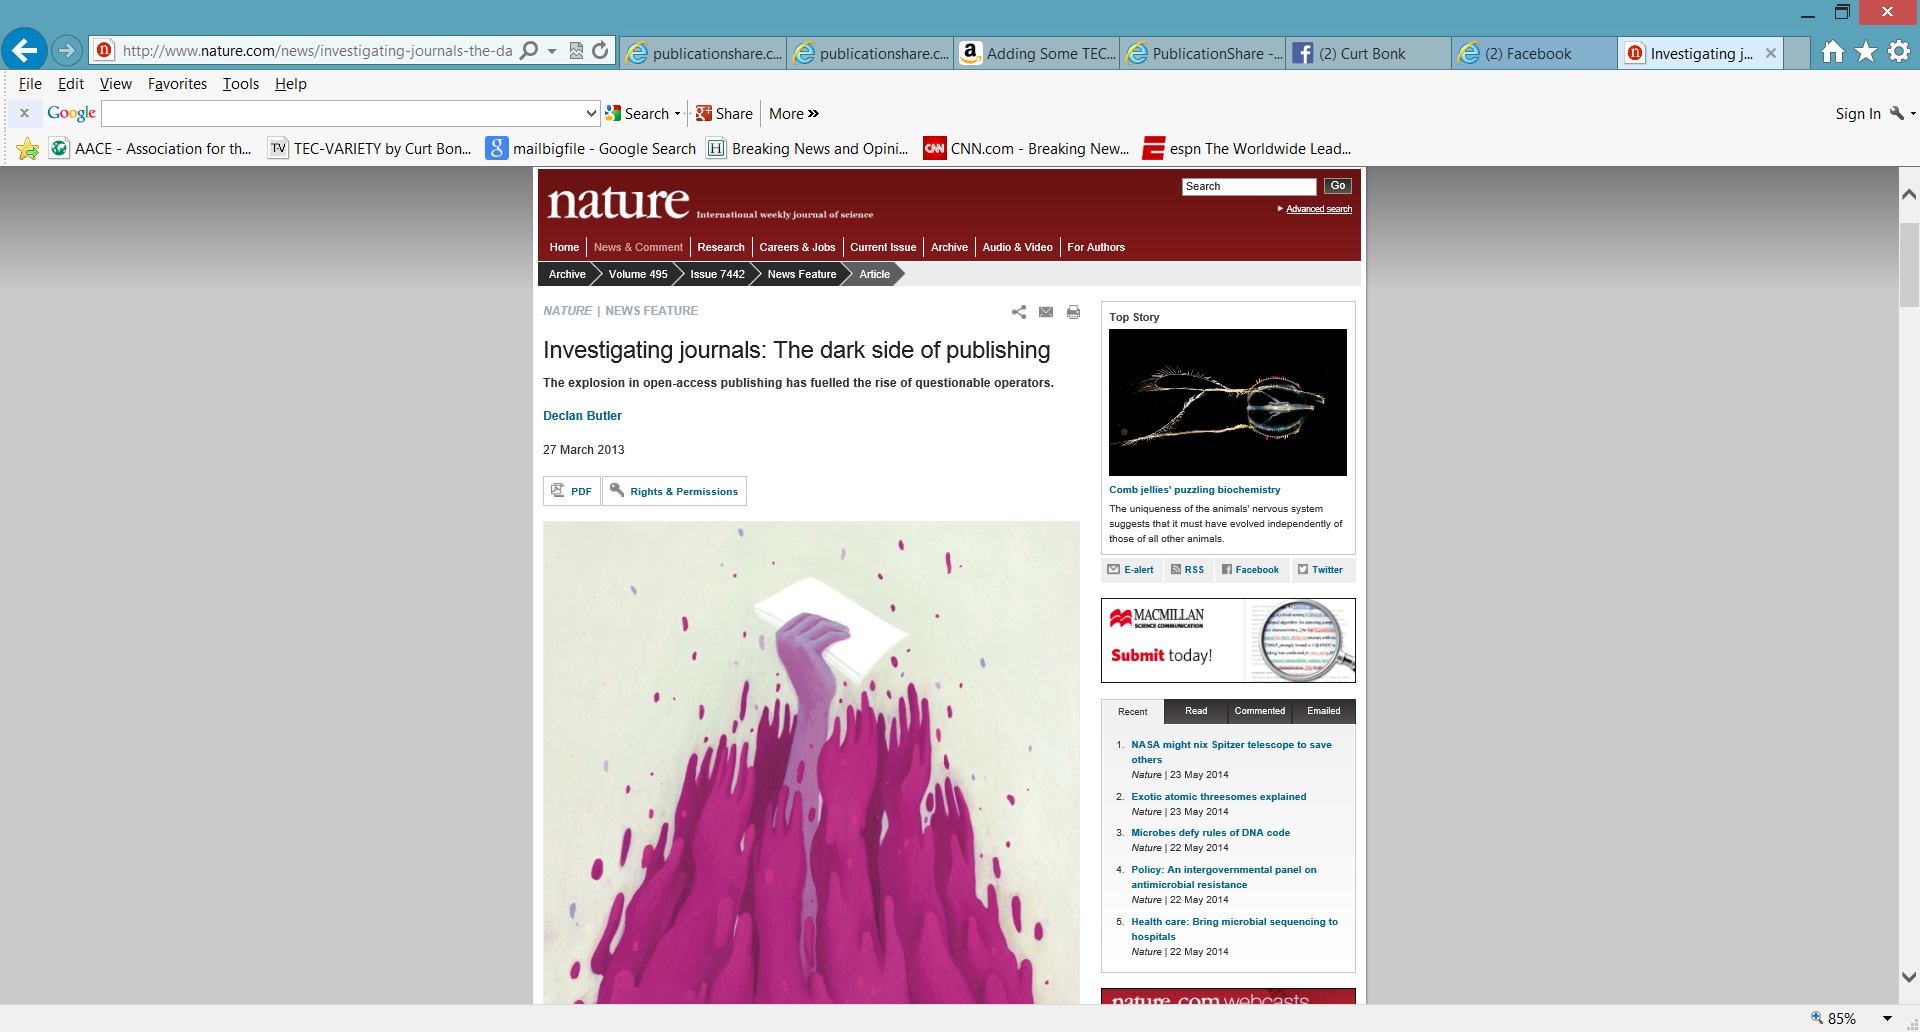 http://www.nature.com/news/investigating-journals-the-da
publicationshare.c...
publicationshare.c...
Adding Some TEC...
PublicationShare -...
(2) Curt Bonk
(2) Facebook
Investigating j...
File Edit View Favorites Tools Help
x Google Search Share More »
Sign In
AACE - Association for th... TEC-VARIETY by Curt Bon... mailbigfile - Google Search Breaking News and Opini... CNN.com - Breaking New... espn The Worldwide Lead...
nature International weekly journal of science
Search Go
Advanced search
Home News & Comment Research Careers & Jobs Current Issue Archive Audio & Video For Authors
Archive Volume 495 Issue 7442 News Feature Article
NATURE | NEWS FEATURE
Investigating journals: The dark side of publishing
The explosion in open-access publishing has fuelled the rise of questionable operators.
Declan Butler
27 March 2013
PDF Rights & Permissions
Top Story
Comb jellies' puzzling biochemistry
The uniqueness of the animals' nervous system
suggests that it must have evolved independently of
those of all other animals.
E-alert RSS Facebook Twitter
MACMILLAN
SCIENCE COMMUNICATION
Submit today!
Recent Read Commented Emailed
1. NASA might nix Spitzer telescope to save
others
Nature | 23 May 2014
2. Exotic atomic threesomes explained
Nature | 23 May 2014
3. Microbes defy rules of DNA code
Nature | 22 May 2014
4. Policy: An intergovernmental panel on
antimicrobial resistance
Nature | 22 May 2014
5. Health care: Bring microbial sequencing to
hospitals
Nature | 22 May 2014
nature.com webcasts
85%